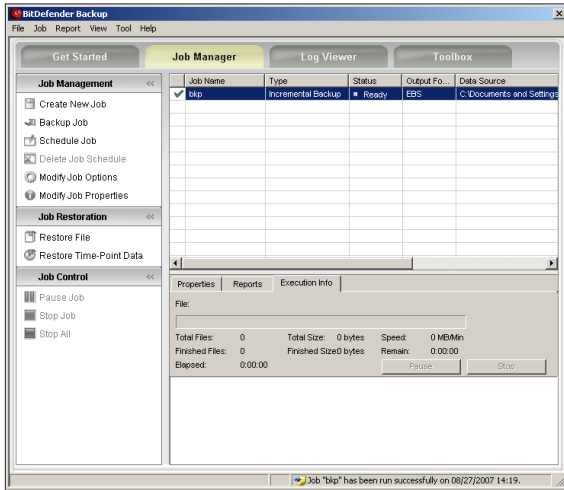 BitDefender Backup
File Job Report View Tool Help
Get Started Job Manager Log Viewer Toolbox
Job Management
Create New Job
Backup Job
Schedule Job
Delete Job Schedule
Modify Job Options
Modify Job Properties
Job Restoration
Restore File
Restore Time-Point Data
Job Control
Pause Job
Stop Job
Stop All
Job Name Type Status Output Fo... Data Source
bkp Incremental Backup Ready EBS C:\Documents and Settings
Properties Reports Execution Info
File:
Total Files: 0 Total Size: 0 bytes Speed: 0 MB/Min
Finished Files: 0 Finished Size:0 bytes Remain: 0:00:00
Elapsed: 0:00:00 Pause Stop
Job "bkp" has been run successfully on 08/27/2007 14:19.